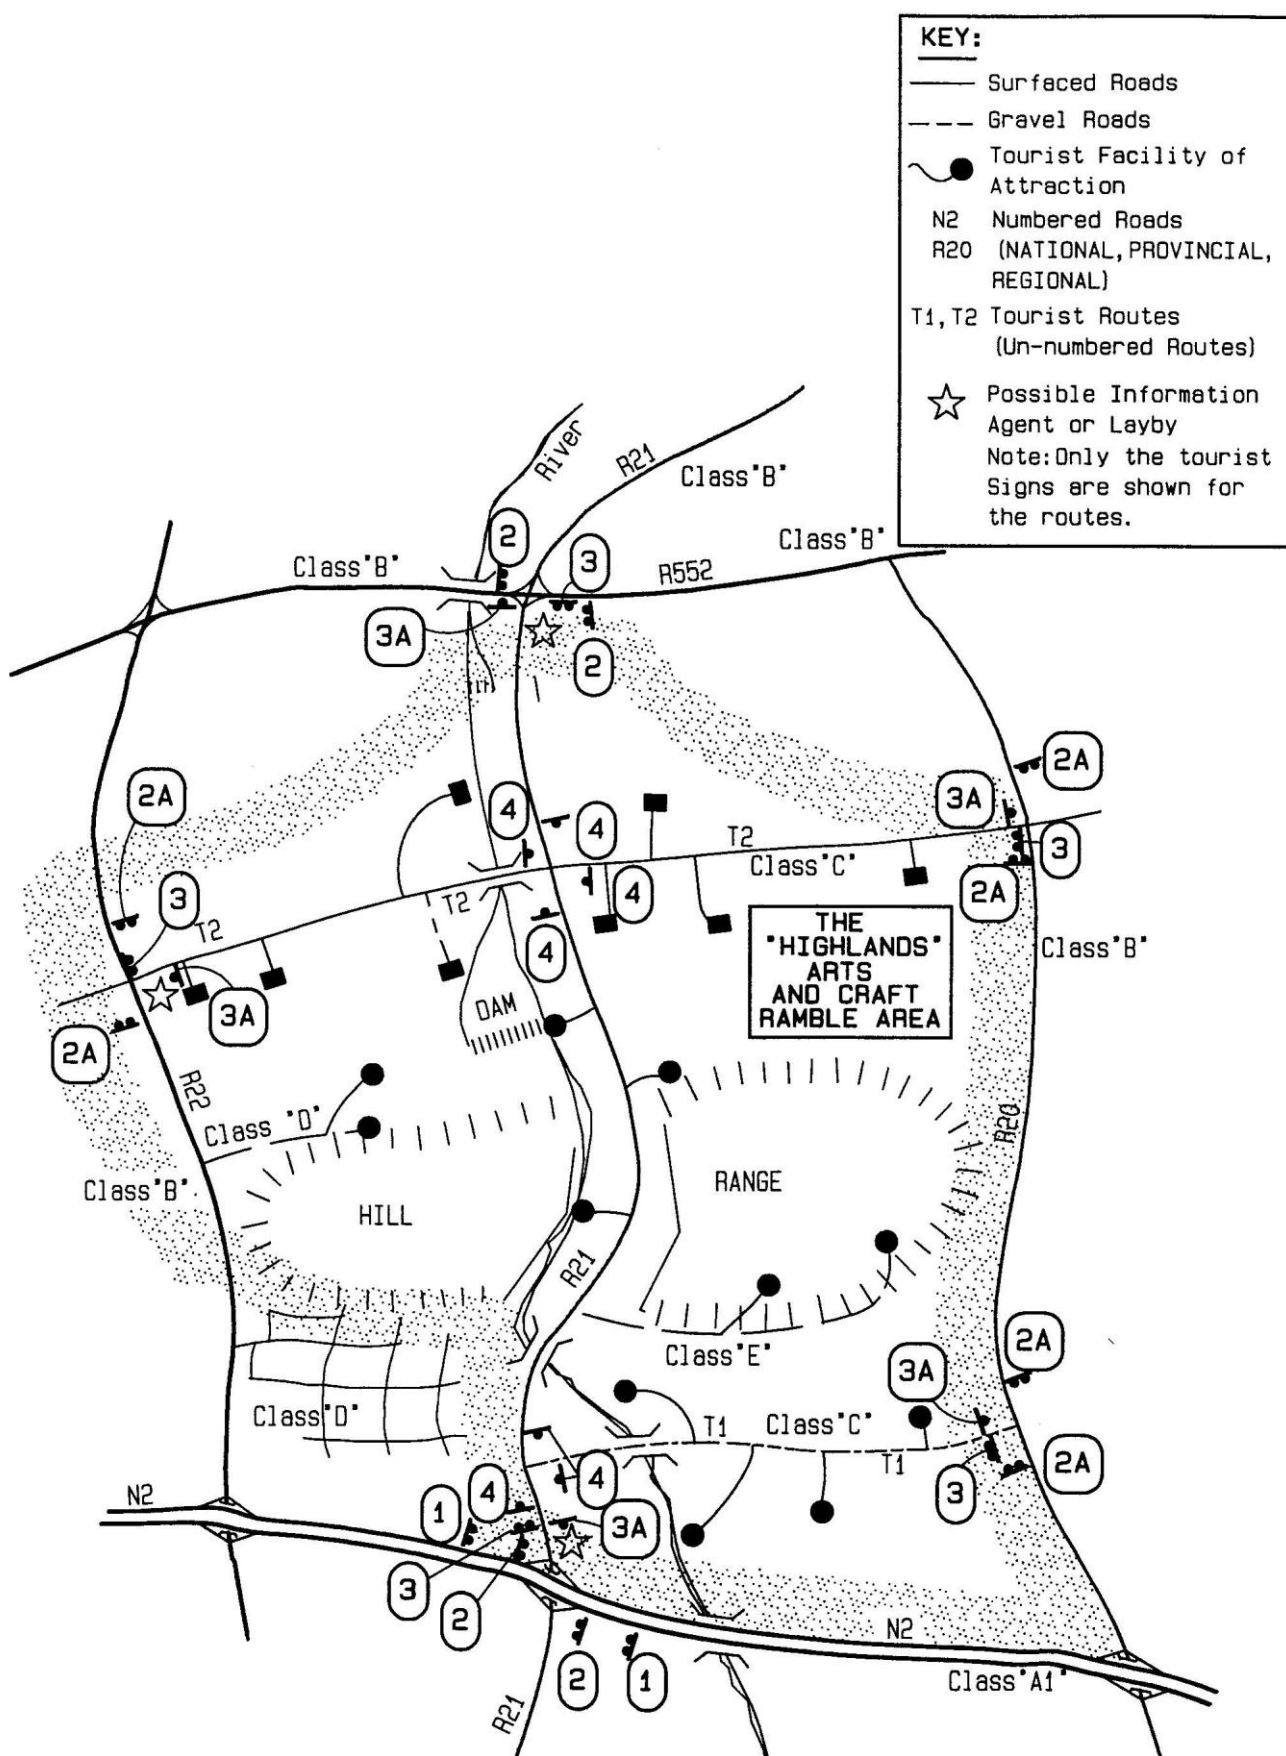 KEY:
Surfaced Roads
Gravel Roads
Tourist Facility of
Attraction
N2 Numbered Roads
R20 (NATIONAL, PROVINCIAL,
REGIONAL)
T1, T2 Tourist Routes
(Un-numbered Routes)
Possible Information
Agent or Layby
Note: Only the tourist
Signs are shown for
the routes.
River
R21
Class"B"
2
Class"B"
3
R552
Class"B"
3A
2
2A
2A
4
4
3A
T2
3
Class"C"
3
T2
T2
4
2A
THE
"HIGHLANDS"
ARTS
AND CRAFT
RAMBLE AREA
4
Class"B"
3A
2A
DAM
R22
Class "D"
R20
Class"B"
HILL
RANGE
R21
2A
Class"E"
3A
Class"D"
T1
Class"C"
T1
2A
N2
1
4
4
3
3A
3
2
N2
2
1
Class"A1"
R21